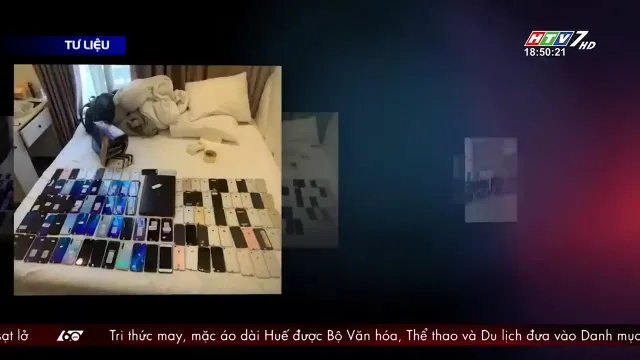 TƯ LIỆU
HTV7 HD
18:50:21
sạt lở
60
Tri thức may, mặc áo dài Huế được Bộ Văn hóa, Thể thao và Du lịch đưa vào Danh mục